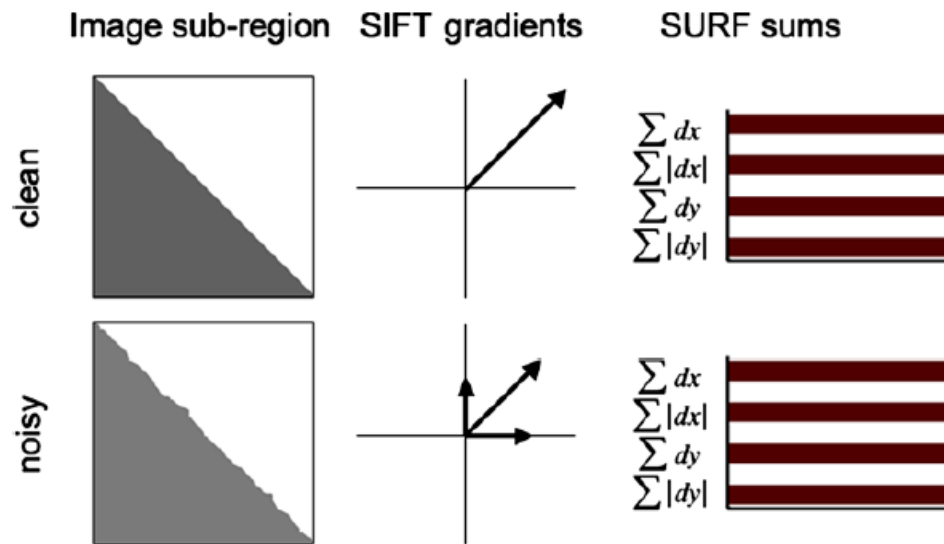 Image sub-region SIFT gradients SURF sums
clean
∑ dx
∑ |dx|
∑ dy
∑ |dy|
noisy
∑ dx
∑ |dx|
∑ dy
∑ |dy|